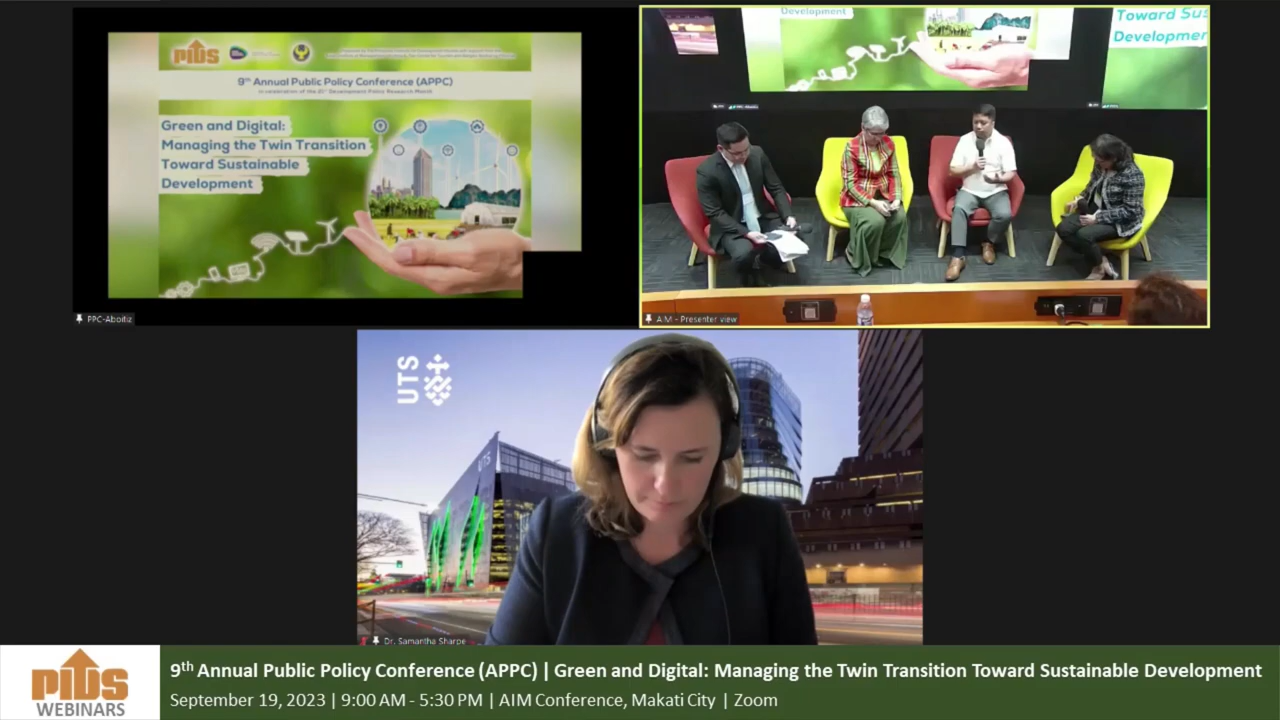 PIDS
9th Annual Public Policy Conference (APPC)
Green and Digital:
Managing the Twin Transition
Toward Sustainable
Development
PPC-Aboitiz
Development
Toward Sus
Developmen
AIM - Presenter view
UTS
UTS
Dr. Samantha Sharpe
PIDS
WEBINARS
9th Annual Public Policy Conference (APPC) | Green and Digital: Managing the Twin Transition Toward Sustainable Development
September 19, 2023 | 9:00 AM - 5:30 PM | AIM Conference, Makati City | Zoom